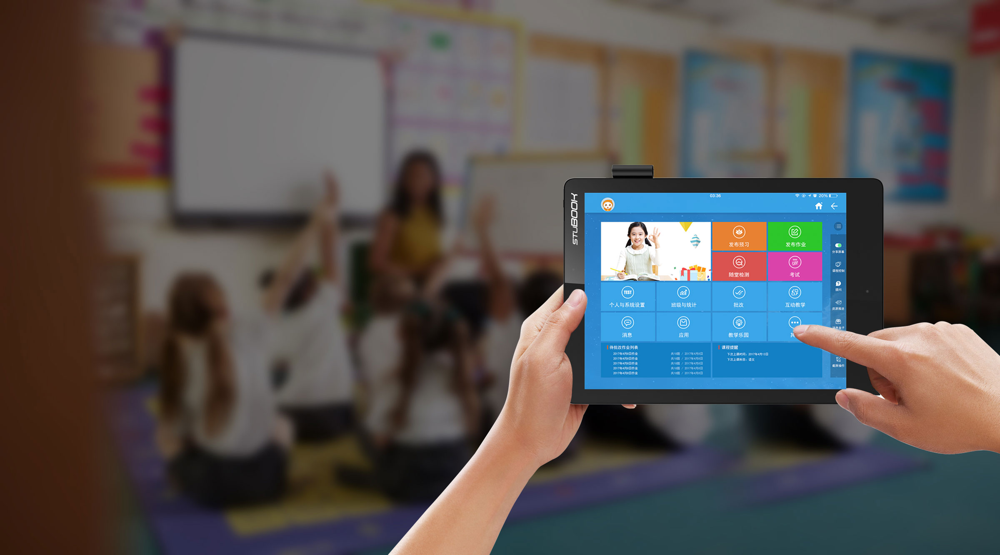 STUBOOK
03:36
20%
发布预习
发布作业
随堂检测
100
考试
TEST
个人与系统设置
班级与统计
批改
互动教学
消息
应用
教学乐园
待批改作业列表
2017年4月8日作业 共18题 / 2017年4月8日
2017年4月8日作业 共18题 / 2017年4月8日
2017年4月8日作业 共18题 / 2017年4月8日
2017年4月8日作业 共18题 / 2017年4月8日
2017年4月8日作业 共18题 / 2017年4月8日
课程提醒
下次上课时间：2017年4月13日
下次上课科目：语文
分享屏幕
课程控制
提问
资源推送
消息盒子
截屏操作